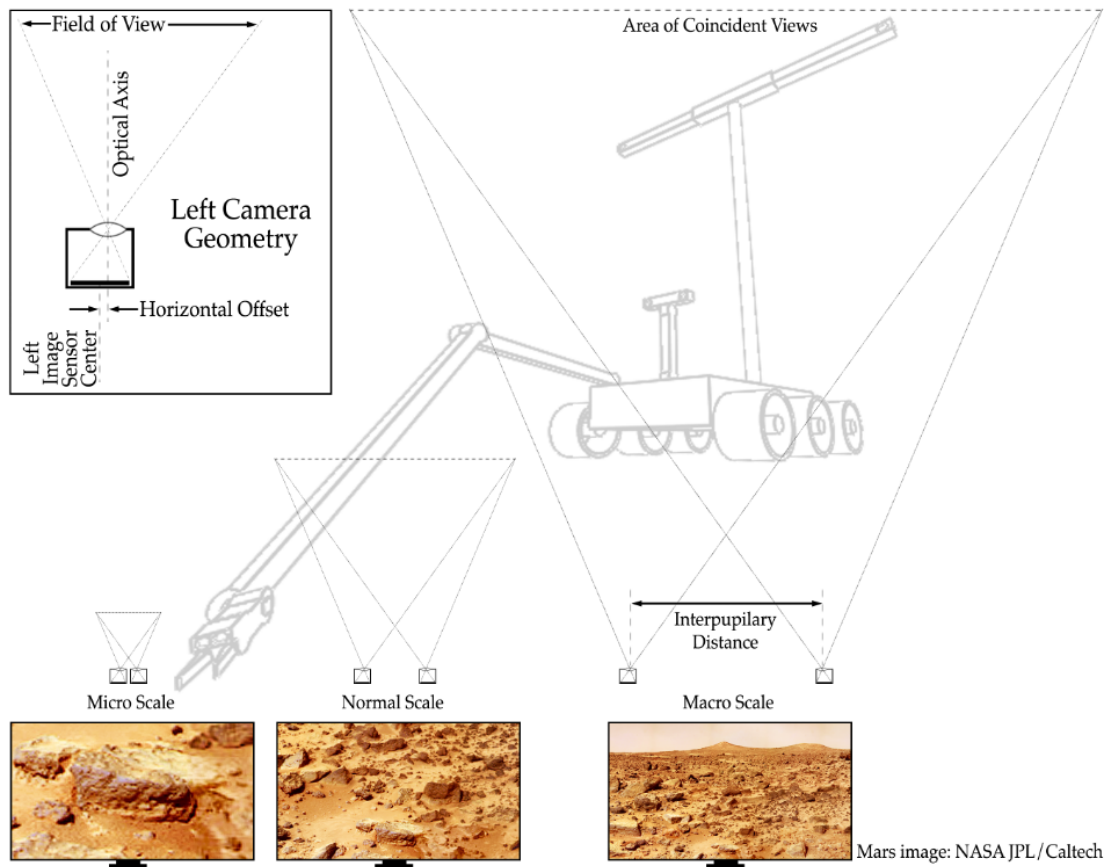 Field of View
Optical Axis
Left Camera
Geometry
Horizontal Offset
Left
Image
Sensor
Center
Area of Coincident Views
Interpupilary
Distance
Micro Scale
Normal Scale
Macro Scale
Mars image: NASA JPL/Caltech